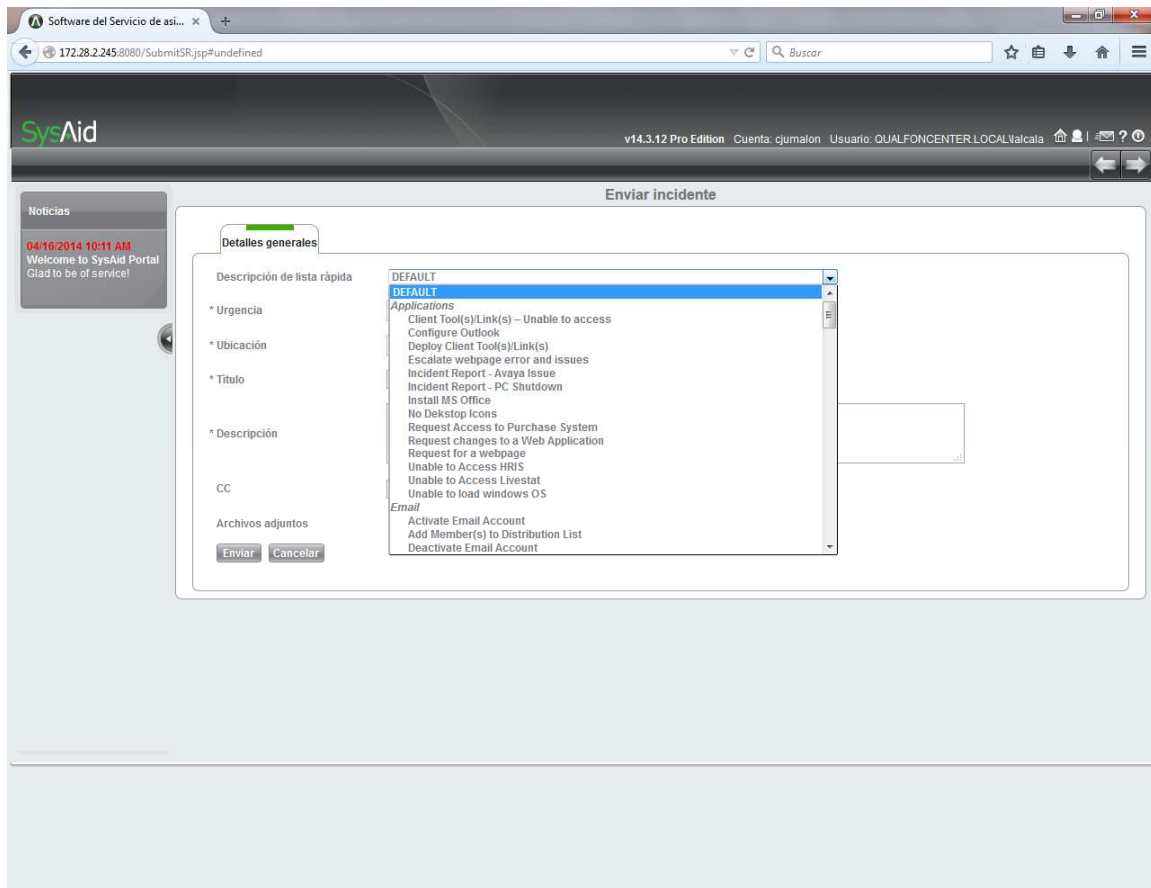 Software del Servicio de asi...
172.28.2.245:8080/SubmitSR.jsp#undefined
Buscar
SysAid
v14.3.12 Pro Edition Cuenta: cjumalon Usuario: QUALFONCENTER.LOCAL\lalcala
Enviar incidente
Noticias
04/16/2014 10:11 AM
Welcome to SysAid Portal
Glad to be of service!
Detalles generales
Descripción de lista rápida
DEFAULT
DEFAULT
* Urgencia
* Ubicación
* Título
* Descripción
CC
Archivos adjuntos
Enviar Cancelar
Applications
Client Tool(s)/Link(s) – Unable to access
Configure Outlook
Deploy Client Tool(s)/Link(s)
Escalate webpage error and issues
Incident Report - Avaya Issue
Incident Report - PC Shutdown
Install MS Office
No Dekstop Icons
Request Access to Purchase System
Request changes to a Web Application
Request for a webpage
Unable to Access HRIS
Unable to Access Livestat
Unable to load windows OS
Email
Activate Email Account
Add Member(s) to Distribution List
Deactivate Email Account